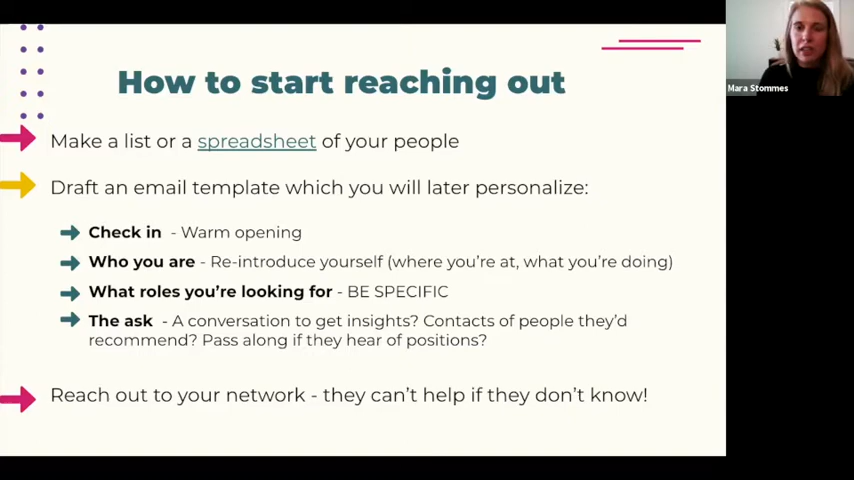 How to start reaching out
Mara Stommes
Make a list or a spreadsheet of your people
Draft an email template which you will later personalize:
Check in - Warm opening
Who you are - Re-introduce yourself (where you're at, what you're doing)
What roles you're looking for - BE SPECIFIC
The ask - A conversation to get insights? Contacts of people they'd
recommend? Pass along if they hear of positions?
Reach out to your network - they can't help if they don't know!